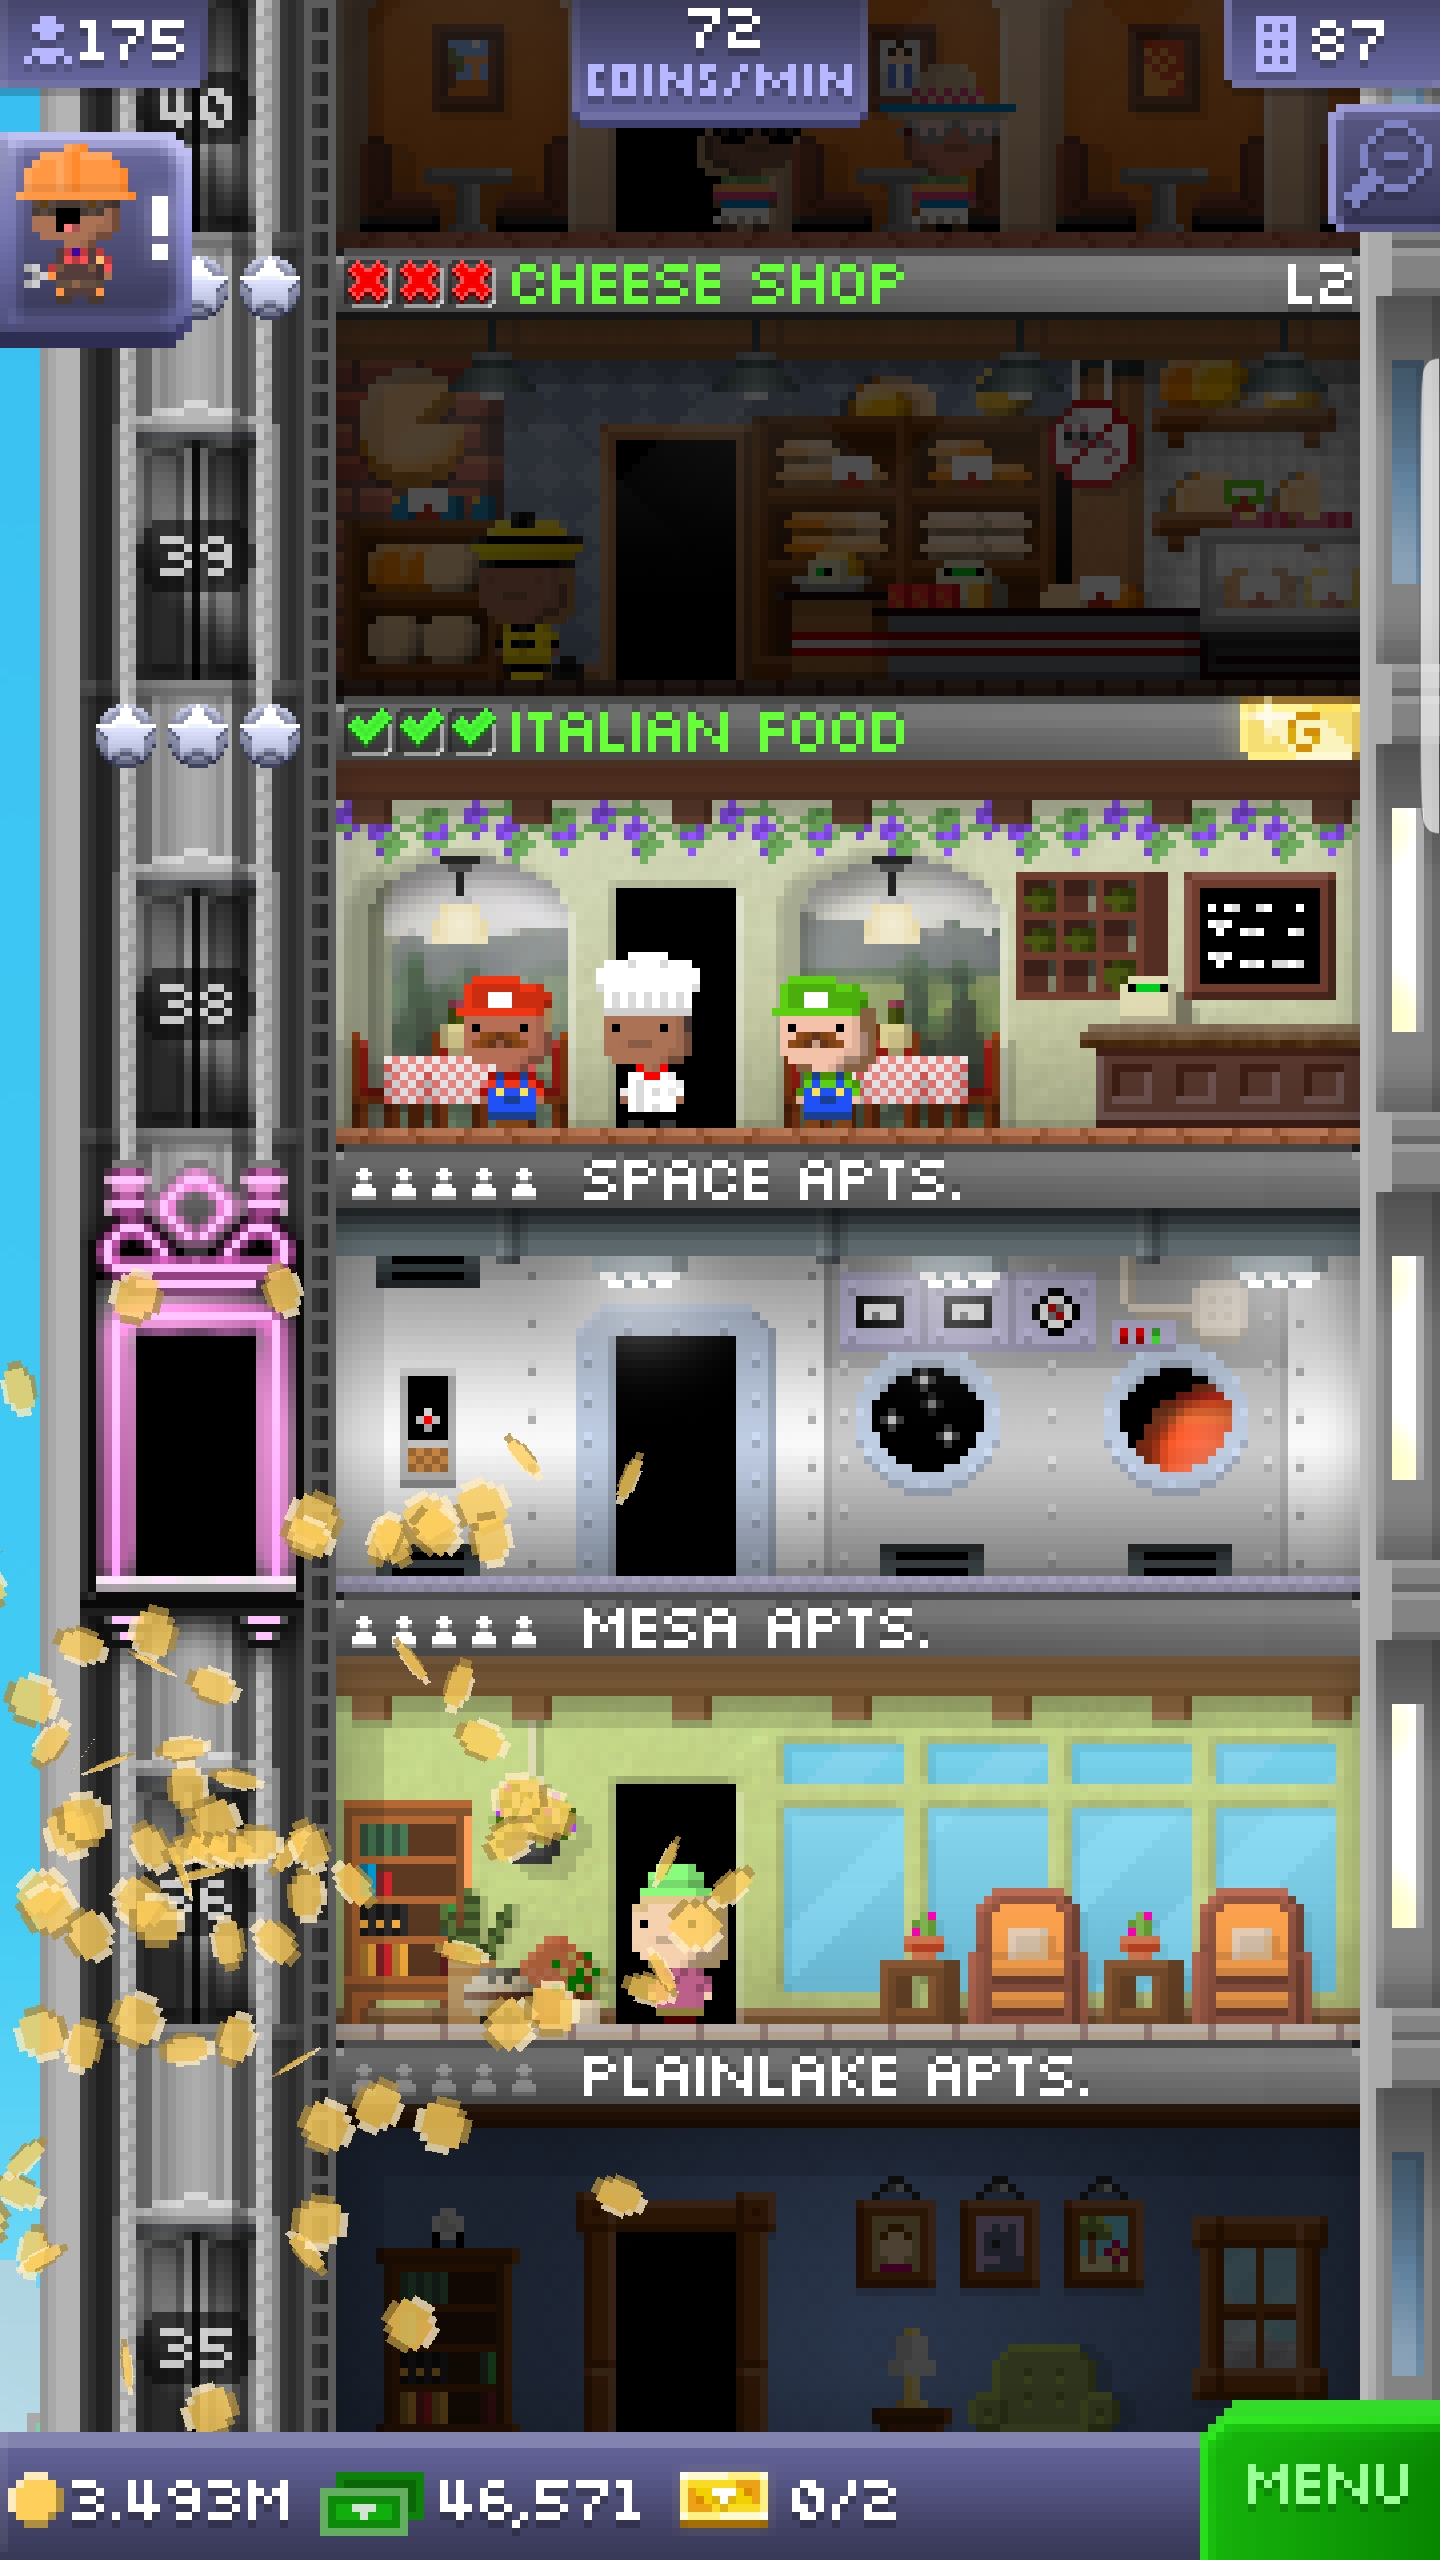 175
72
COINS/MIN
87
40
!
CHEESE SHOP
L2
39
ITALIAN FOOD
G
38
SPACE APTS.
MESA APTS.
PLAINLAKE APTS.
35
3.493M
46,571
0/2
MENU